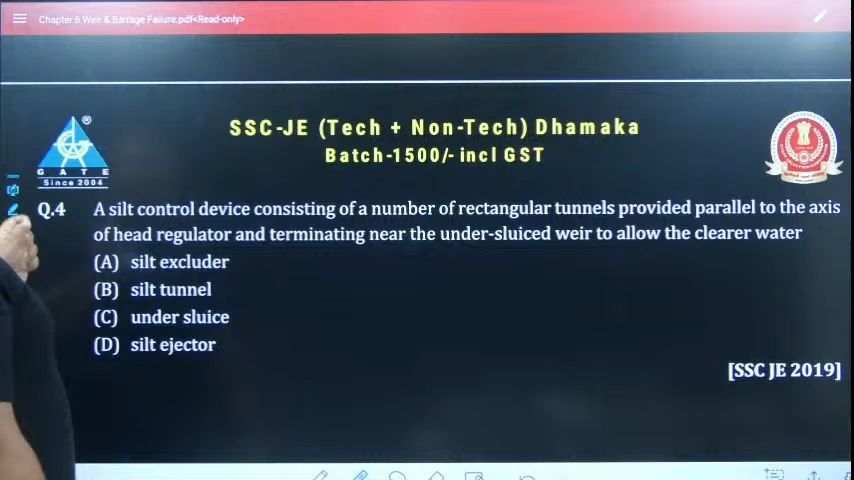 Chapter 6 Weir & Barrage Failure.pdf<Read-only>
SSC-JE (Tech + Non-Tech) Dhamaka
Batch-1500/- incl GST
®
GATE
Since 2004
Q.4 A silt control device consisting of a number of rectangular tunnels provided parallel to the axis
of head regulator and terminating near the under-sluiced weir to allow the clearer water
(A) silt excluder
(B) silt tunnel
(C) under sluice
(D) silt ejector
[SSC JE 2019]